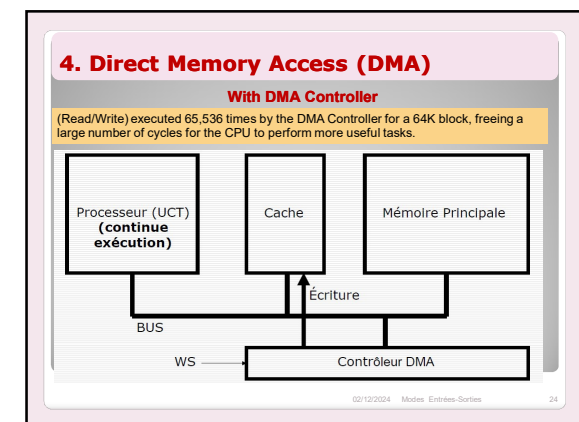 4. Direct Memory Access (DMA)
With DMA Controller
(Read/Write) executed 65,536 times by the DMA Controller for a 64K block, freeing a
large number of cycles for the CPU to perform more useful tasks.
Processeur (UCT)
(continue
exécution)
Cache
Mémoire Principale
Écriture
BUS
WS
Contrôleur DMA
02/12/2024 Modes Entrées-Sorties 24